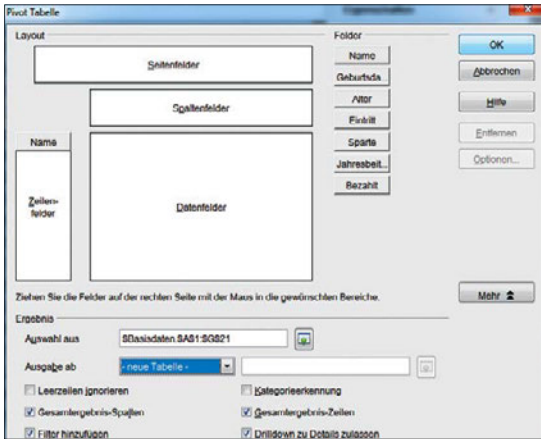 Pivot Tabelle
Layout
Felder
Seitenfelder
Spaltenfelder
Name
Zeilen-
felder
Datenfelder
Name
Geburtsda...
Alter
Eintritt
Sparte
Jahresbeit...
Bezahlt
OK
Abbrechen
Hilfe
Entfernen
Optionen...
Ziehen Sie die Felder auf der rechten Seite mit der Maus in die gewünschten Bereiche.
Mehr
Ergebnis
Auswahl aus $Basisdaten.$A$1:$G$21
Ausgabe ab - neue Tabelle -
Leerzeilen ignorieren
Kategorieerkennung
Gesamtergebnis-Spalten
Gesamtergebnis-Zeilen
Filter hinzufügen
Drilldown zu Details zulassen